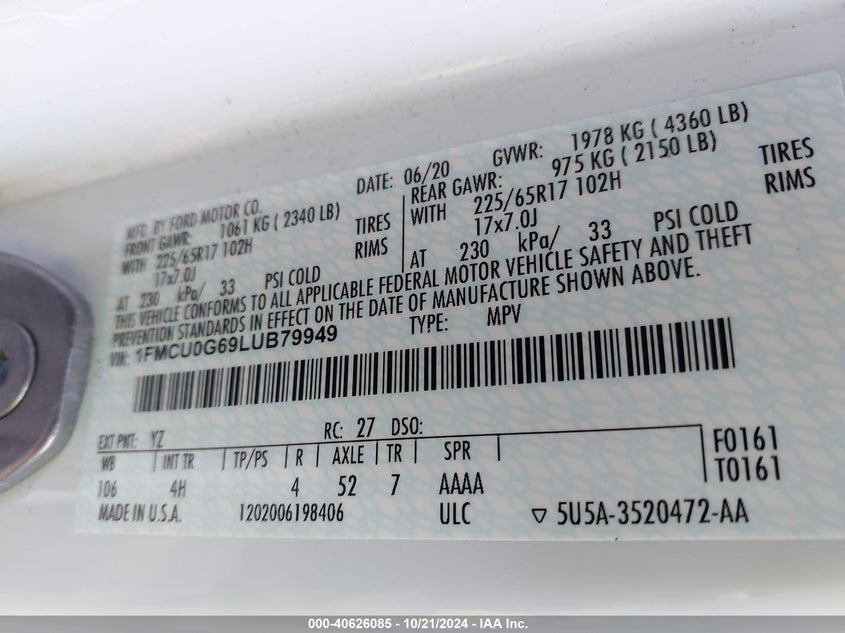 MFD. BY FORD MOTOR CO.
DATE: 06/20 GVWR: 1978 KG ( 4360 LB)
FRONT GAWR: 1061 KG ( 2340 LB)
REAR GAWR: 975 KG ( 2150 LB)
WITH 225/65R17 102H TIRES
WITH 225/65R17 102H TIRES
17x7.0J RIMS
17x7.0J RIMS
AT 230 kPa/ 33 PSI COLD
AT 230 kPa/ 33 PSI COLD
THIS VEHICLE CONFORMS TO ALL APPLICABLE FEDERAL MOTOR VEHICLE SAFETY AND THEFT
PREVENTION STANDARDS IN EFFECT ON THE DATE OF MANUFACTURE SHOWN ABOVE.
VIN: 1FMCU0G69LUB79949 TYPE: MPV
EXT PNT: YZ RC: 27 DSO:
WB INT TR TP/PS R AXLE TR SPR F0161
106 4H 4 52 7 AAAA T0161
MADE IN U.S.A. 1202006198406 ULC ▽ 5U5A-3520472-AA
000-40626085 - 10/21/2024 - IAA Inc.